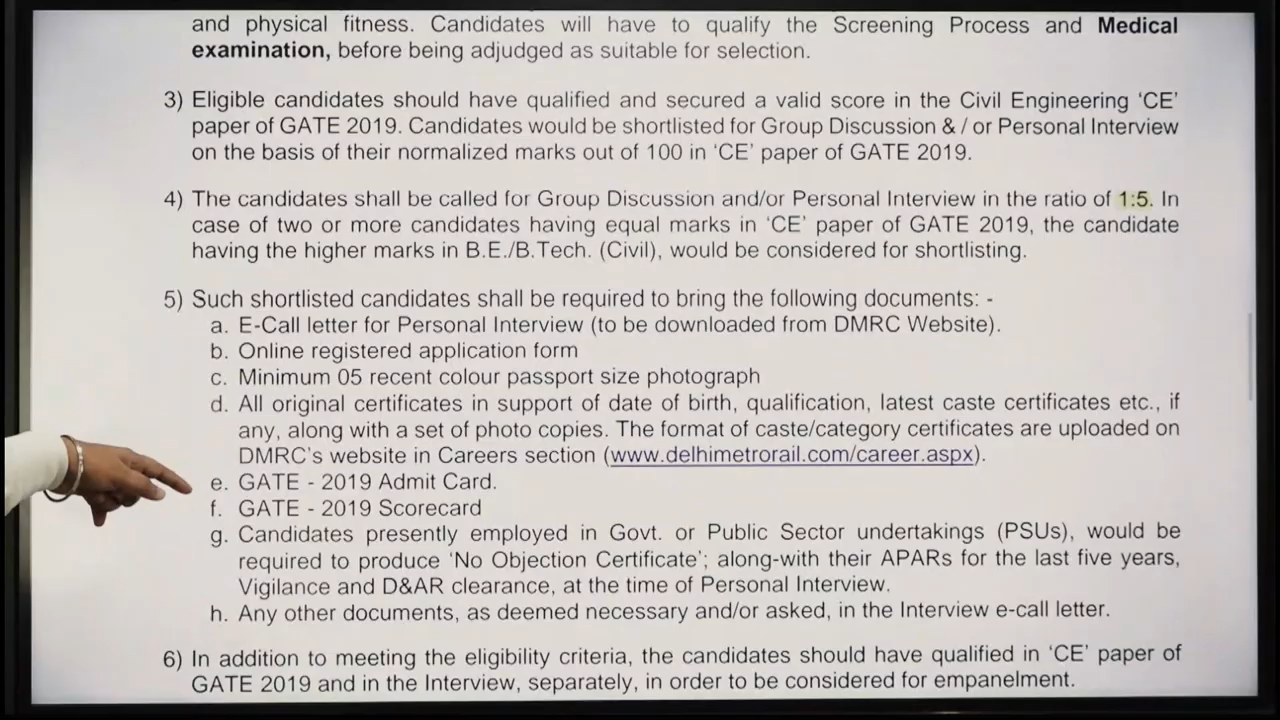 and physical fitness. Candidates will have to qualify the Screening Process and Medical
examination, before being adjudged as suitable for selection.
3) Eligible candidates should have qualified and secured a valid score in the Civil Engineering ‘CE’
paper of GATE 2019. Candidates would be shortlisted for Group Discussion & / or Personal Interview
on the basis of their normalized marks out of 100 in ‘CE’ paper of GATE 2019.
4) The candidates shall be called for Group Discussion and/or Personal Interview in the ratio of 1:5. In
case of two or more candidates having equal marks in ‘CE’ paper of GATE 2019, the candidate
having the higher marks in B.E./B.Tech. (Civil), would be considered for shortlisting.
5) Such shortlisted candidates shall be required to bring the following documents: -
a. E-Call letter for Personal Interview (to be downloaded from DMRC Website).
b. Online registered application form
c. Minimum 05 recent colour passport size photograph
d. All original certificates in support of date of birth, qualification, latest caste certificates etc., if
any, along with a set of photo copies. The format of caste/category certificates are uploaded on
DMRC's website in Careers section (www.delhimetrorail.com/career.aspx).
e. GATE - 2019 Admit Card.
f. GATE - 2019 Scorecard
g. Candidates presently employed in Govt. or Public Sector undertakings (PSUs), would be
required to produce ‘No Objection Certificate’; along-with their APARs for the last five years,
Vigilance and D&AR clearance, at the time of Personal Interview.
h. Any other documents, as deemed necessary and/or asked, in the Interview e-call letter.
6) In addition to meeting the eligibility criteria, the candidates should have qualified in ‘CE’ paper of
GATE 2019 and in the Interview, separately, in order to be considered for empanelment.